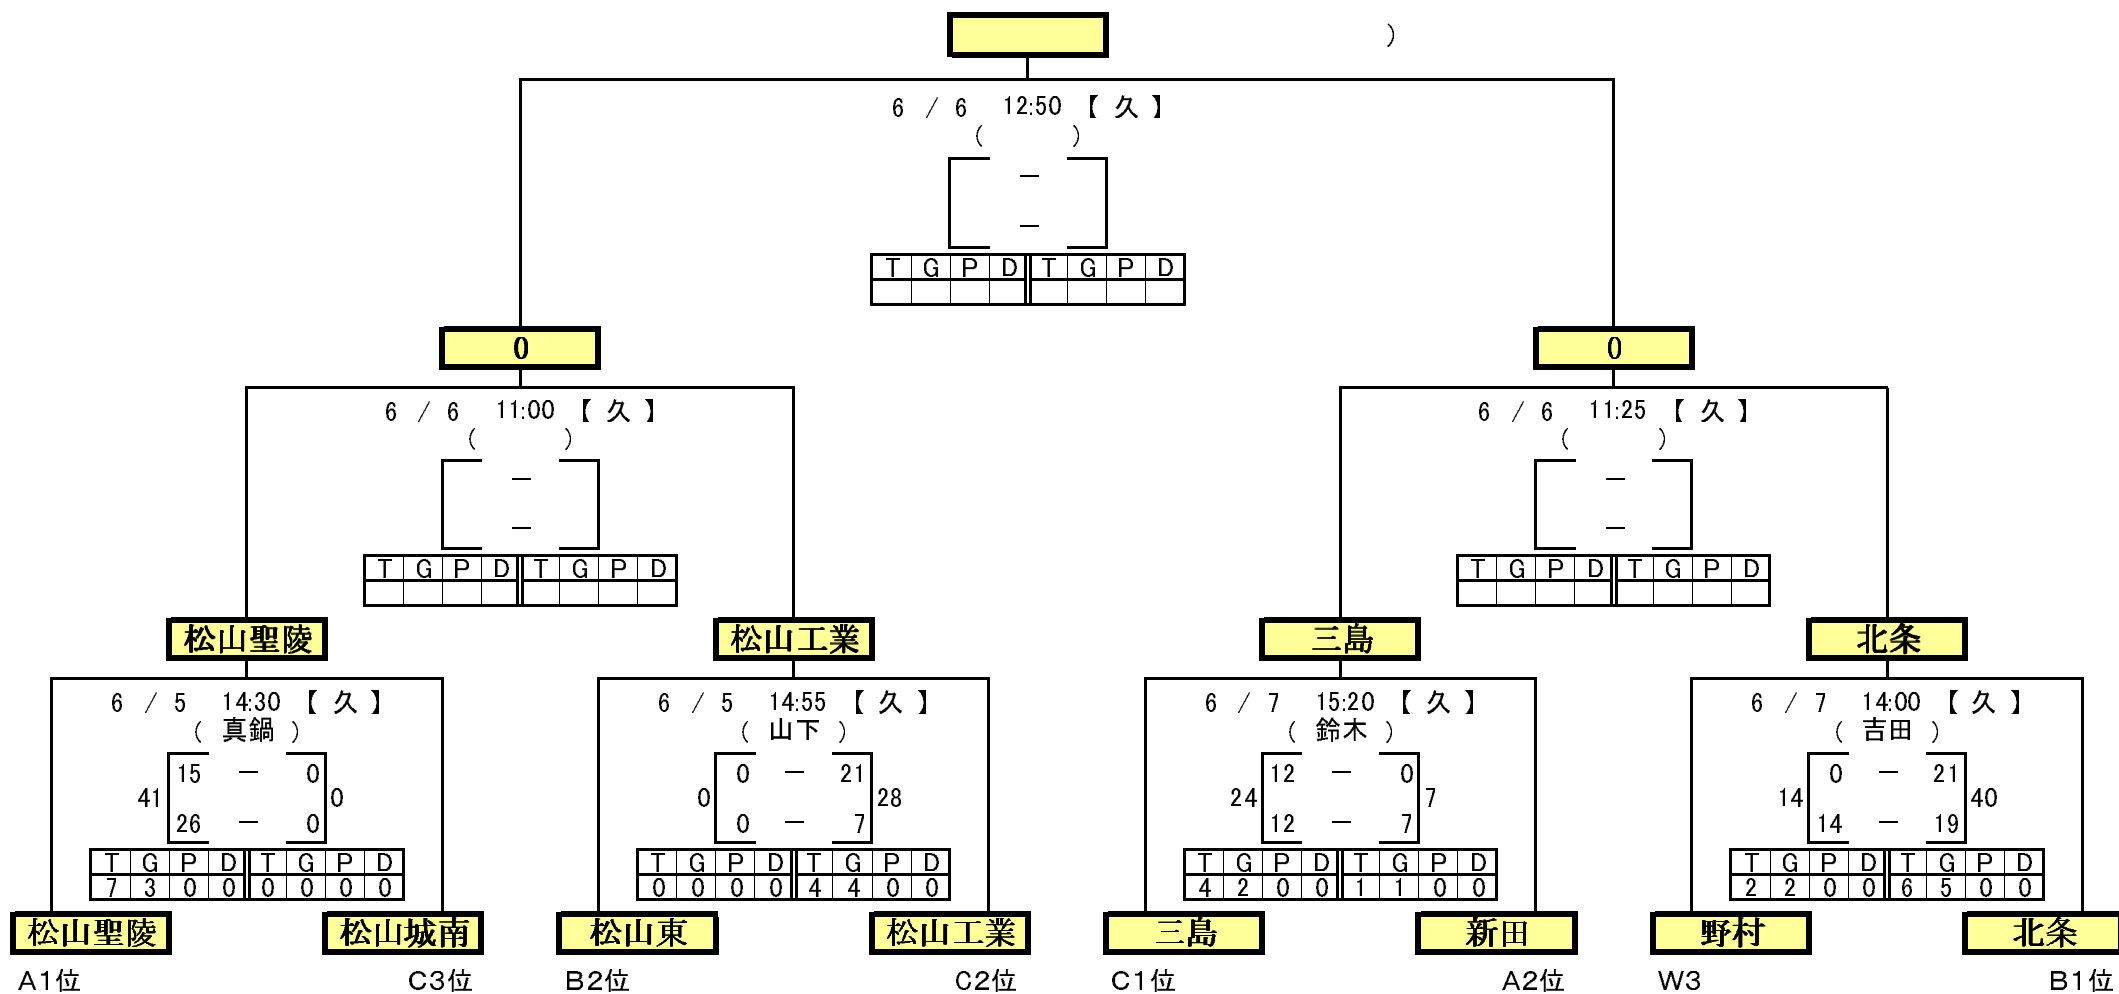 )
6 / 6 12:50 【 久 】
( )
－
－
T G P D T G P D
0 0
6 / 6 11:00 【 久 】 6 / 6 11:25 【 久 】
( ) ( )
－ －
－ －
T G P D T G P D T G P D T G P D
松山聖陵 松山工業 三島 北条
6 / 5 14:30 【 久 】 6 / 5 14:55 【 久 】 6 / 7 15:20 【 久 】 6 / 7 14:00 【 久 】
( 真鍋 ) ( 山下 ) ( 鈴木 ) ( 吉田 )
15 － 0 0 － 21 12 － 0 0 － 21
41 0 0 28 24 7 14 40
26 － 0 0 － 7 12 － 7 14 － 19
T G P D T G P D T G P D T G P D T G P D T G P D T G P D T G P D
7 3 0 0 0 0 0 0 0 0 0 0 4 4 0 0 4 2 0 0 1 1 0 0 2 2 0 0 6 5 0 0
松山聖陵 松山城南 松山東 松山工業 三島 新田 野村 北条
A1位 C3位 B2位 C2位 C1位 A2位 W3 B1位